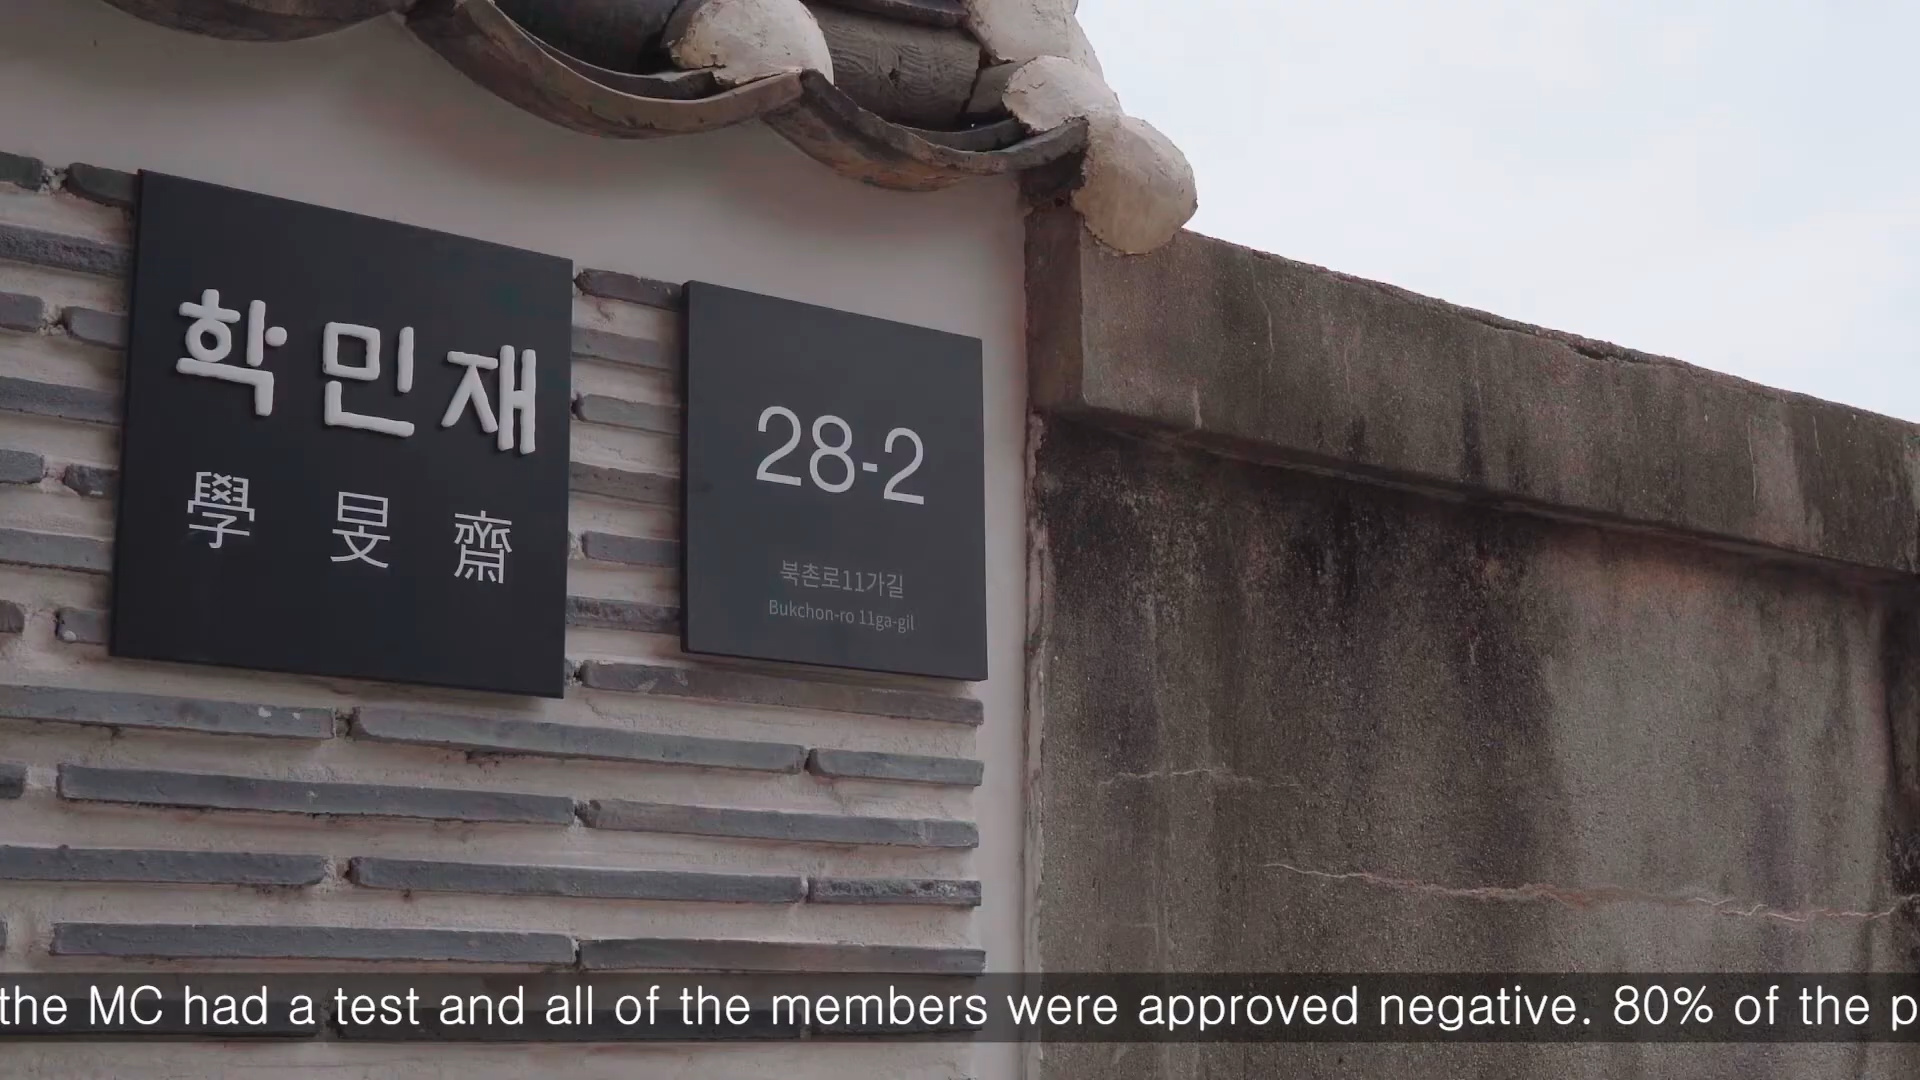 학민재
學旻齋
28-2
북촌로11가길
Bukchon-ro 11ga-gil
the MC had a test and all of the members were approved negative. 80% of the p